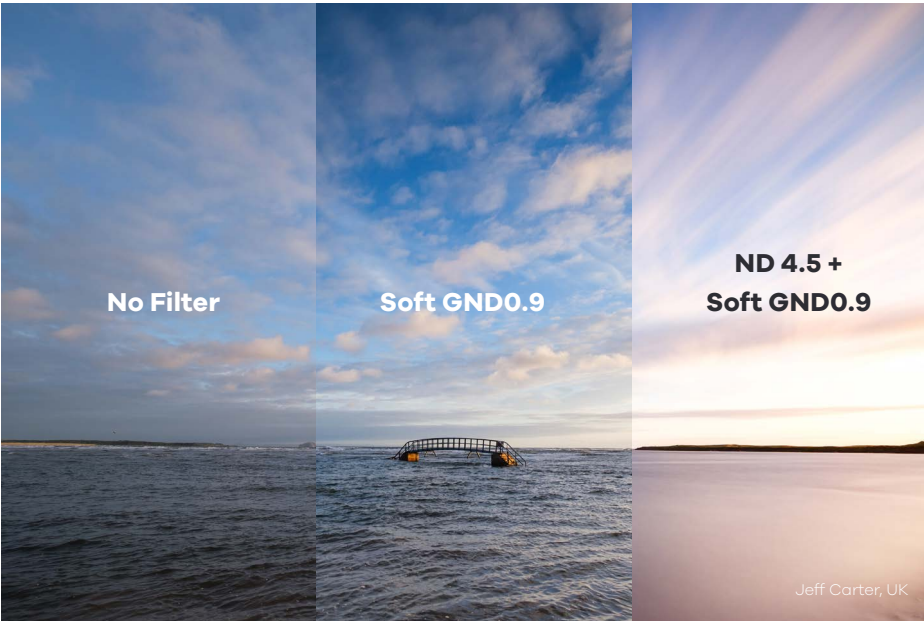 No Filter
Soft GND0.9
ND 4.5 +
Soft GND0.9
Jeff Carter, UK